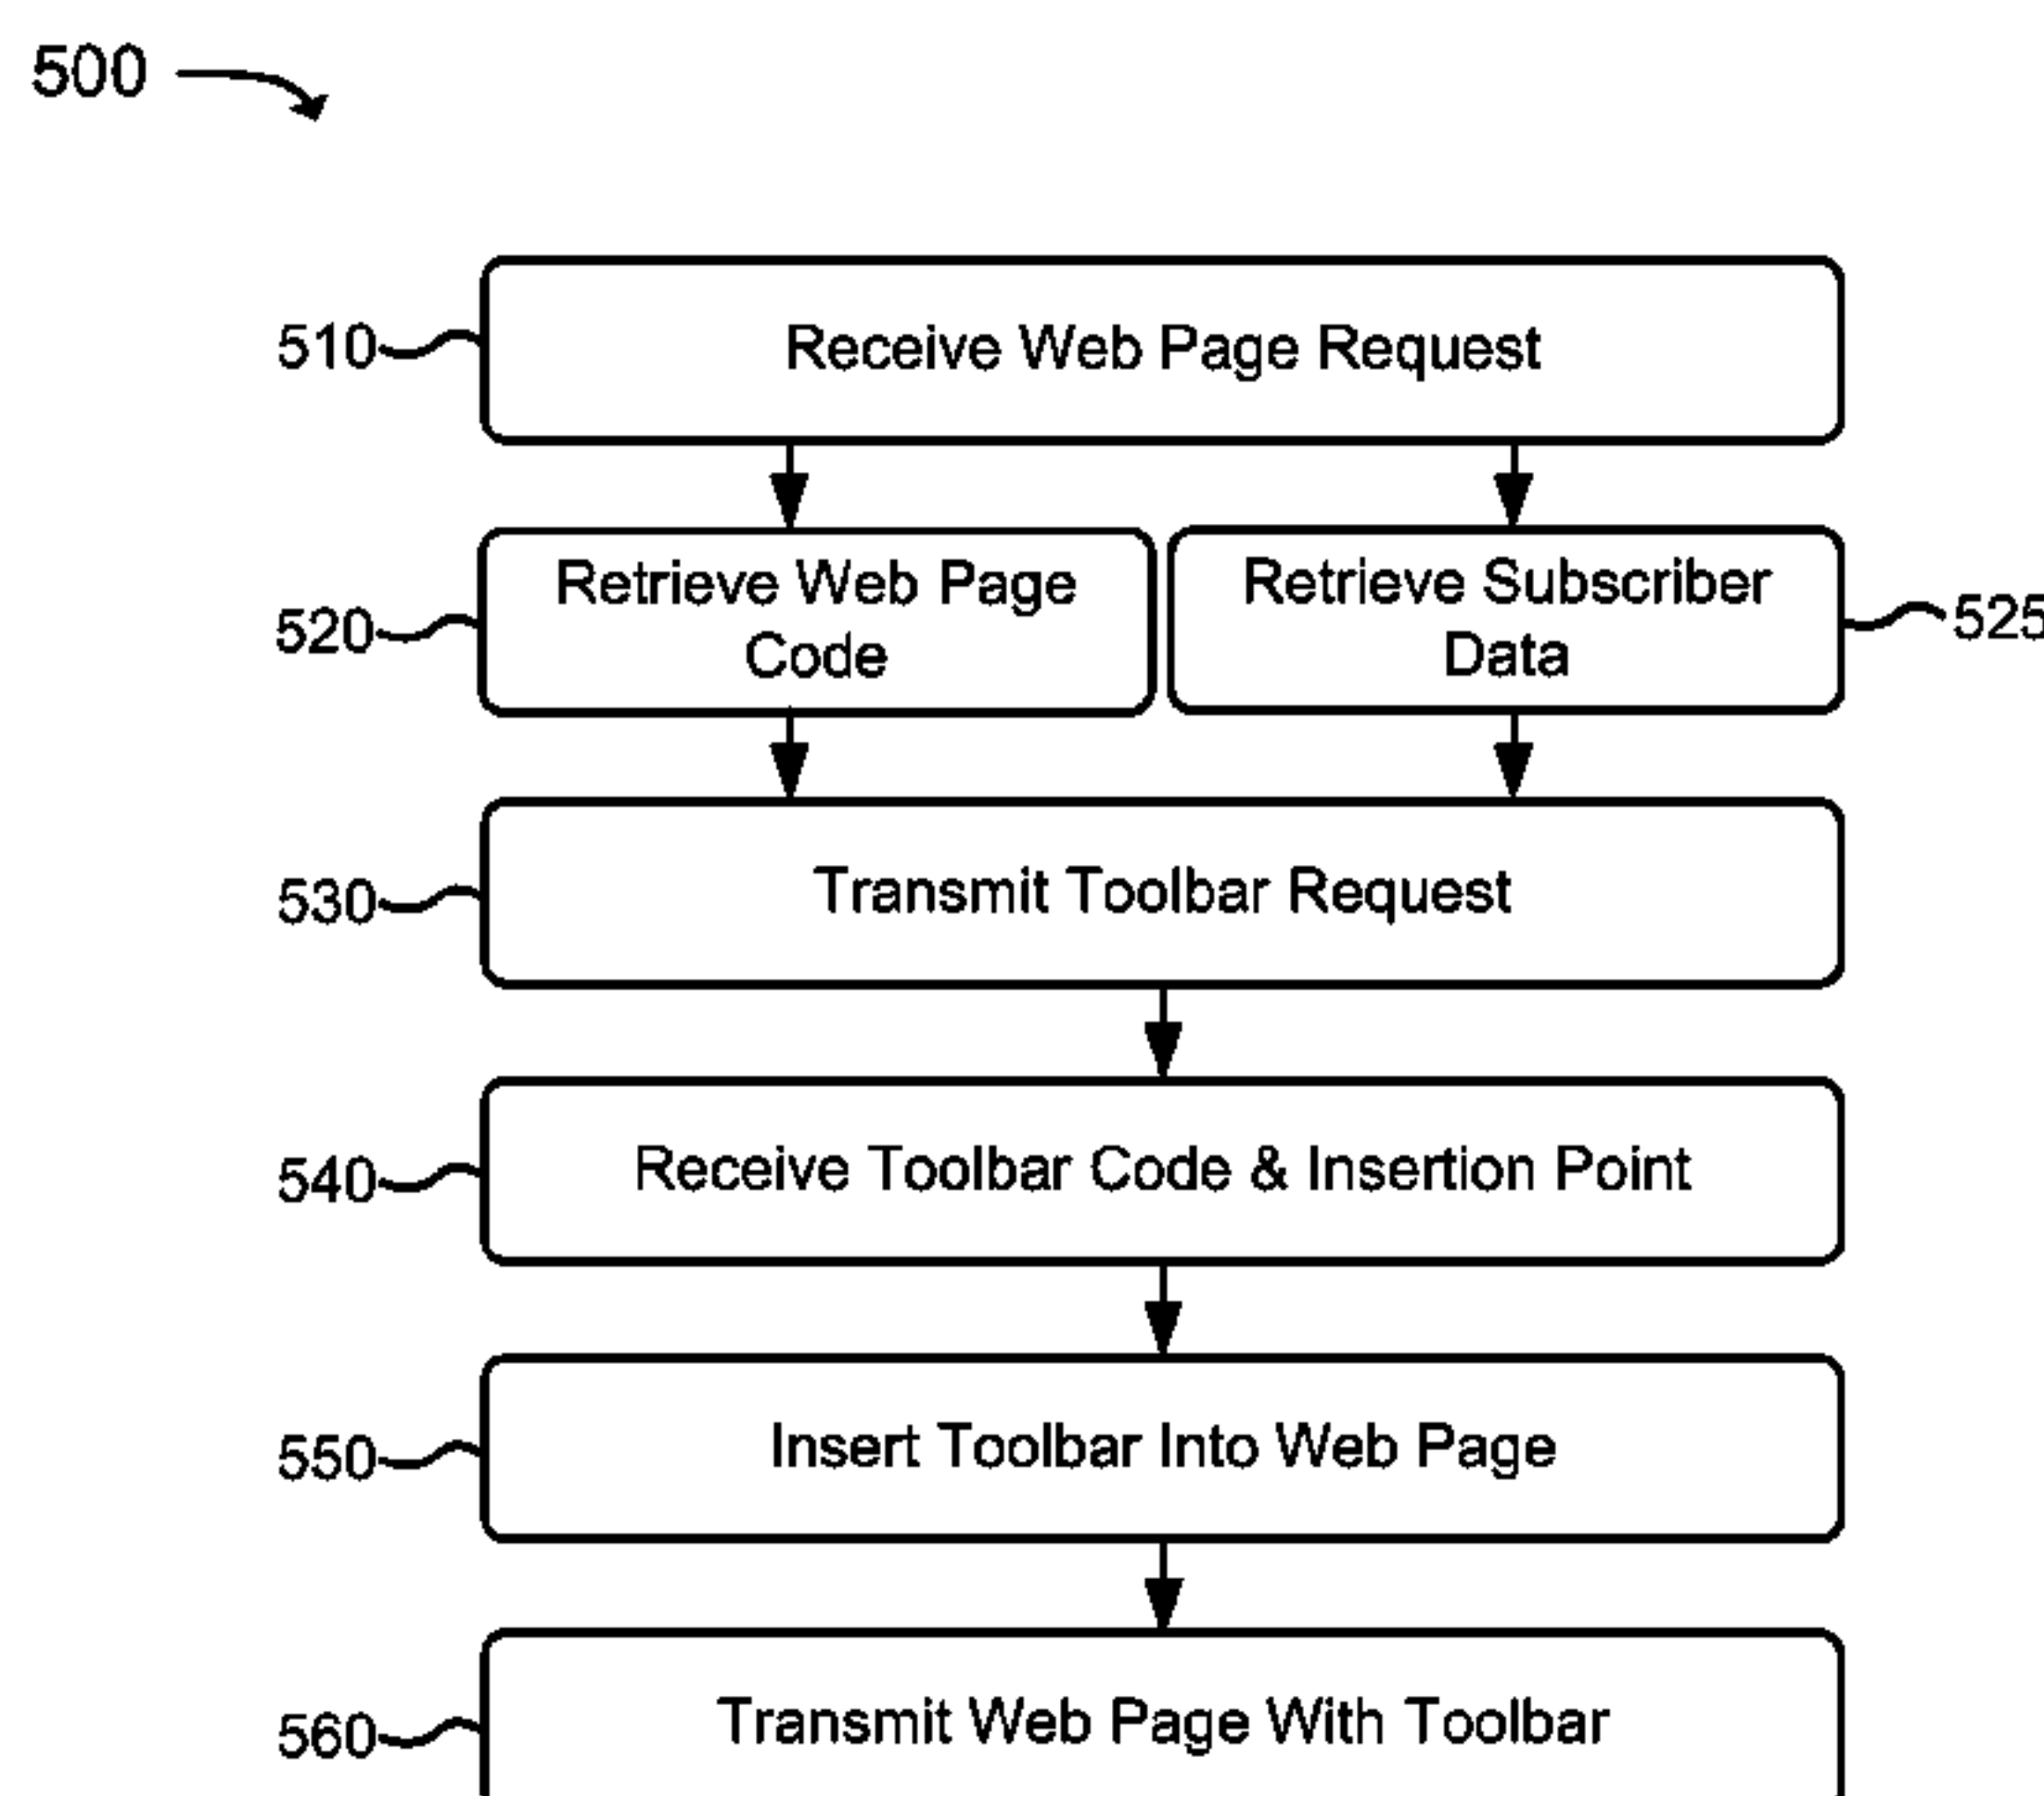 500
510
Receive Web Page Request
520
Retrieve Web Page
Code
Retrieve Subscriber
Data
525
530
Transmit Toolbar Request
540
Receive Toolbar Code & Insertion Point
550
Insert Toolbar Into Web Page
560
Transmit Web Page With Toolbar